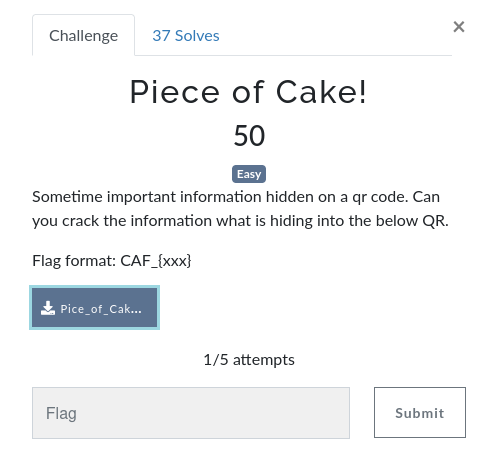 Challenge
37 Solves
×
Piece of Cake!
50
Easy
Sometime important information hidden on a qr code. Can
you crack the information what is hiding into the below QR.
Flag format: CAF_{xxx}
Pice_of_Cak...
1/5 attempts
Flag
Submit